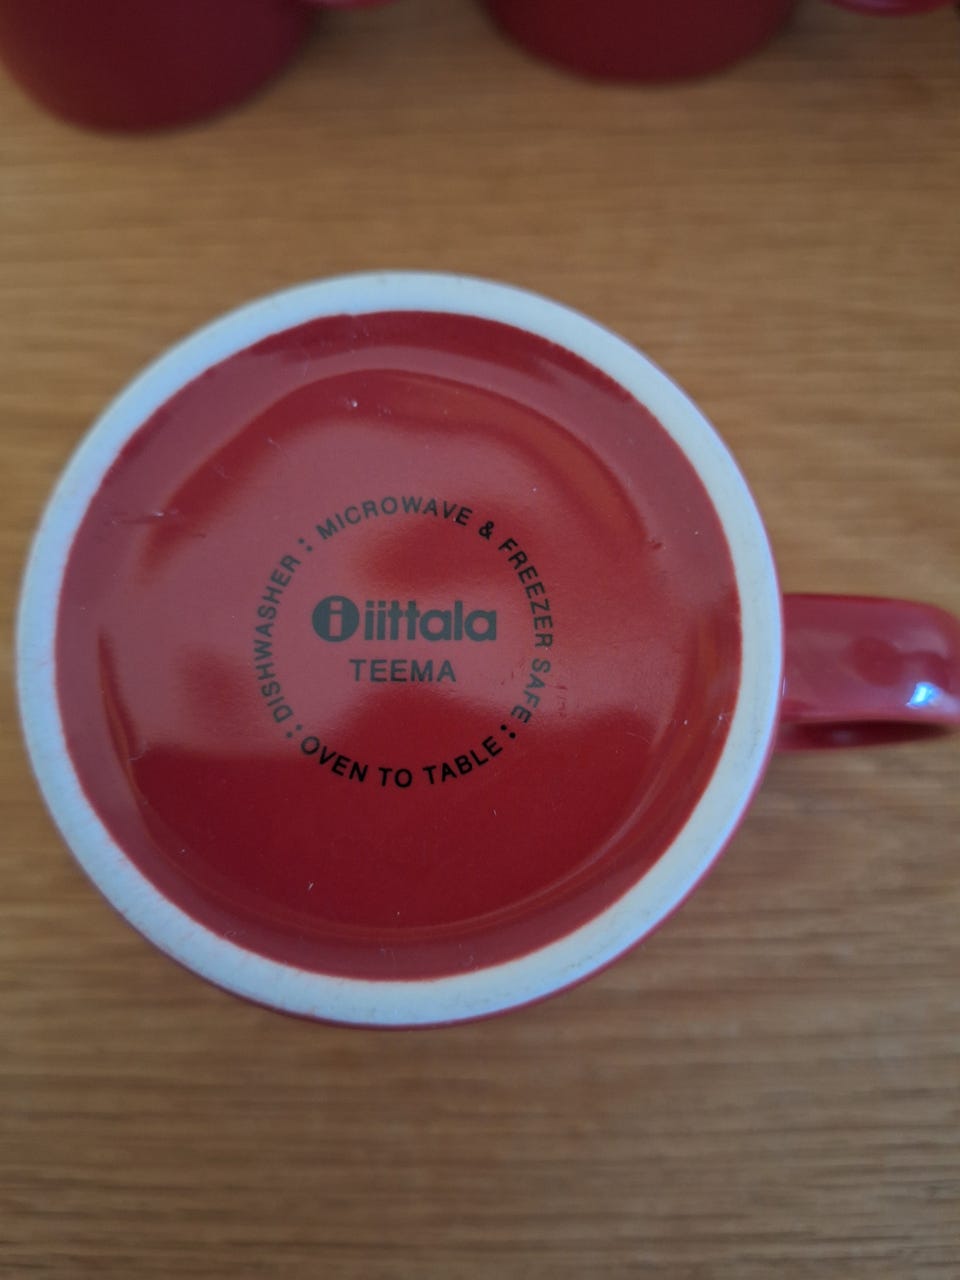 DISHWASHER : MICROWAVE & FREEZER SAFE : OVEN TO TABLE :
i iittala
TEEMA